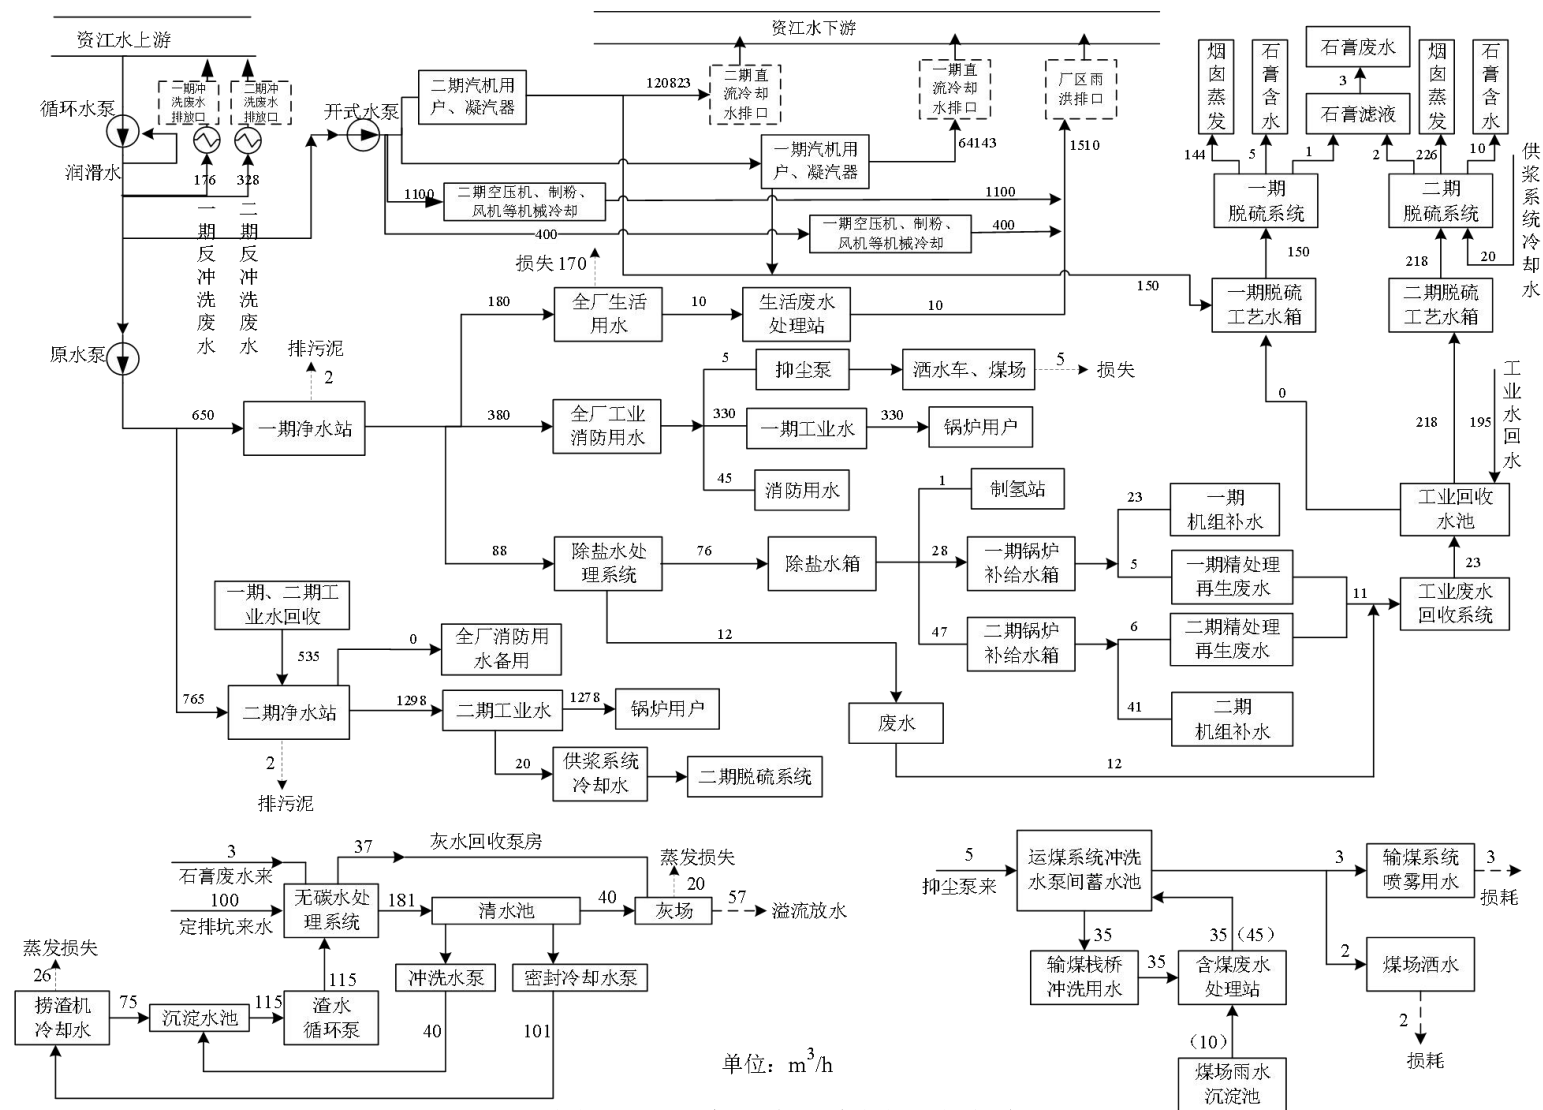 资江水上游
资江水下游
循环水泵
润滑水
一期冲
洗废水
排放口
二期冲
洗废水
排放口
176
328
一期反冲洗废水
二期反冲洗废水
开式水泵
二期汽机用
户、凝汽器
120823
二期直
流冷却
水排口
一期直
流冷却
水排口
厂区雨
洪排口
一期汽机用
户、凝汽器
64143
1510
1100
二期空压机、制粉、
风机等机械冷却
1100
400
一期空压机、制粉、
风机等机械冷却
400
烟囱蒸发
石膏含水
石膏废水
3
石膏滤液
烟囱蒸发
石膏含水
144
5
1
2
226
10
一期
脱硫系统
二期
脱硫系统
供浆系统冷却水
150
218
20
150
一期脱硫
工艺水箱
二期脱硫
工艺水箱
损失170
180
全厂生活
用水
10
生活废水
处理站
10
原水泵
排污泥
2
650
一期净水站
380
全厂工业
消防用水
5
抑尘泵
洒水车、煤场
5
损失
330
一期工业水
330
锅炉用户
45
消防用水
0
218
195
工业水回水
工业回收
水池
23
工业废水
回收系统
88
除盐水处
理系统
76
除盐水箱
1
制氢站
28
一期锅炉
补给水箱
23
一期
机组补水
5
一期精处理
再生废水
11
47
二期锅炉
补给水箱
6
二期精处理
再生废水
41
二期
机组补水
12
废水
12
一期、二期工
业水回收
535
0
全厂消防用
水备用
765
二期净水站
1298
二期工业水
1278
锅炉用户
2
排污泥
20
供浆系统
冷却水
二期脱硫系统
3
石膏废水来
100
定排坑来水
37
灰水回收泵房
无碳水处
理系统
181
清水池
40
灰场
蒸发损失
20
57
溢流放水
蒸发损失
26
捞渣机
冷却水
75
沉淀水池
115
115
渣水
循环泵
冲洗水泵
密封冷却水泵
40
101
5
抑尘泵来
运煤系统冲洗
水泵间蓄水池
3
输煤系统
喷雾用水
3
损耗
35
35（45）
输煤栈桥
冲洗用水
35
含煤废水
处理站
2
煤场洒水
2
损耗
（10）
煤场雨水
沉淀池
单位：m³/h